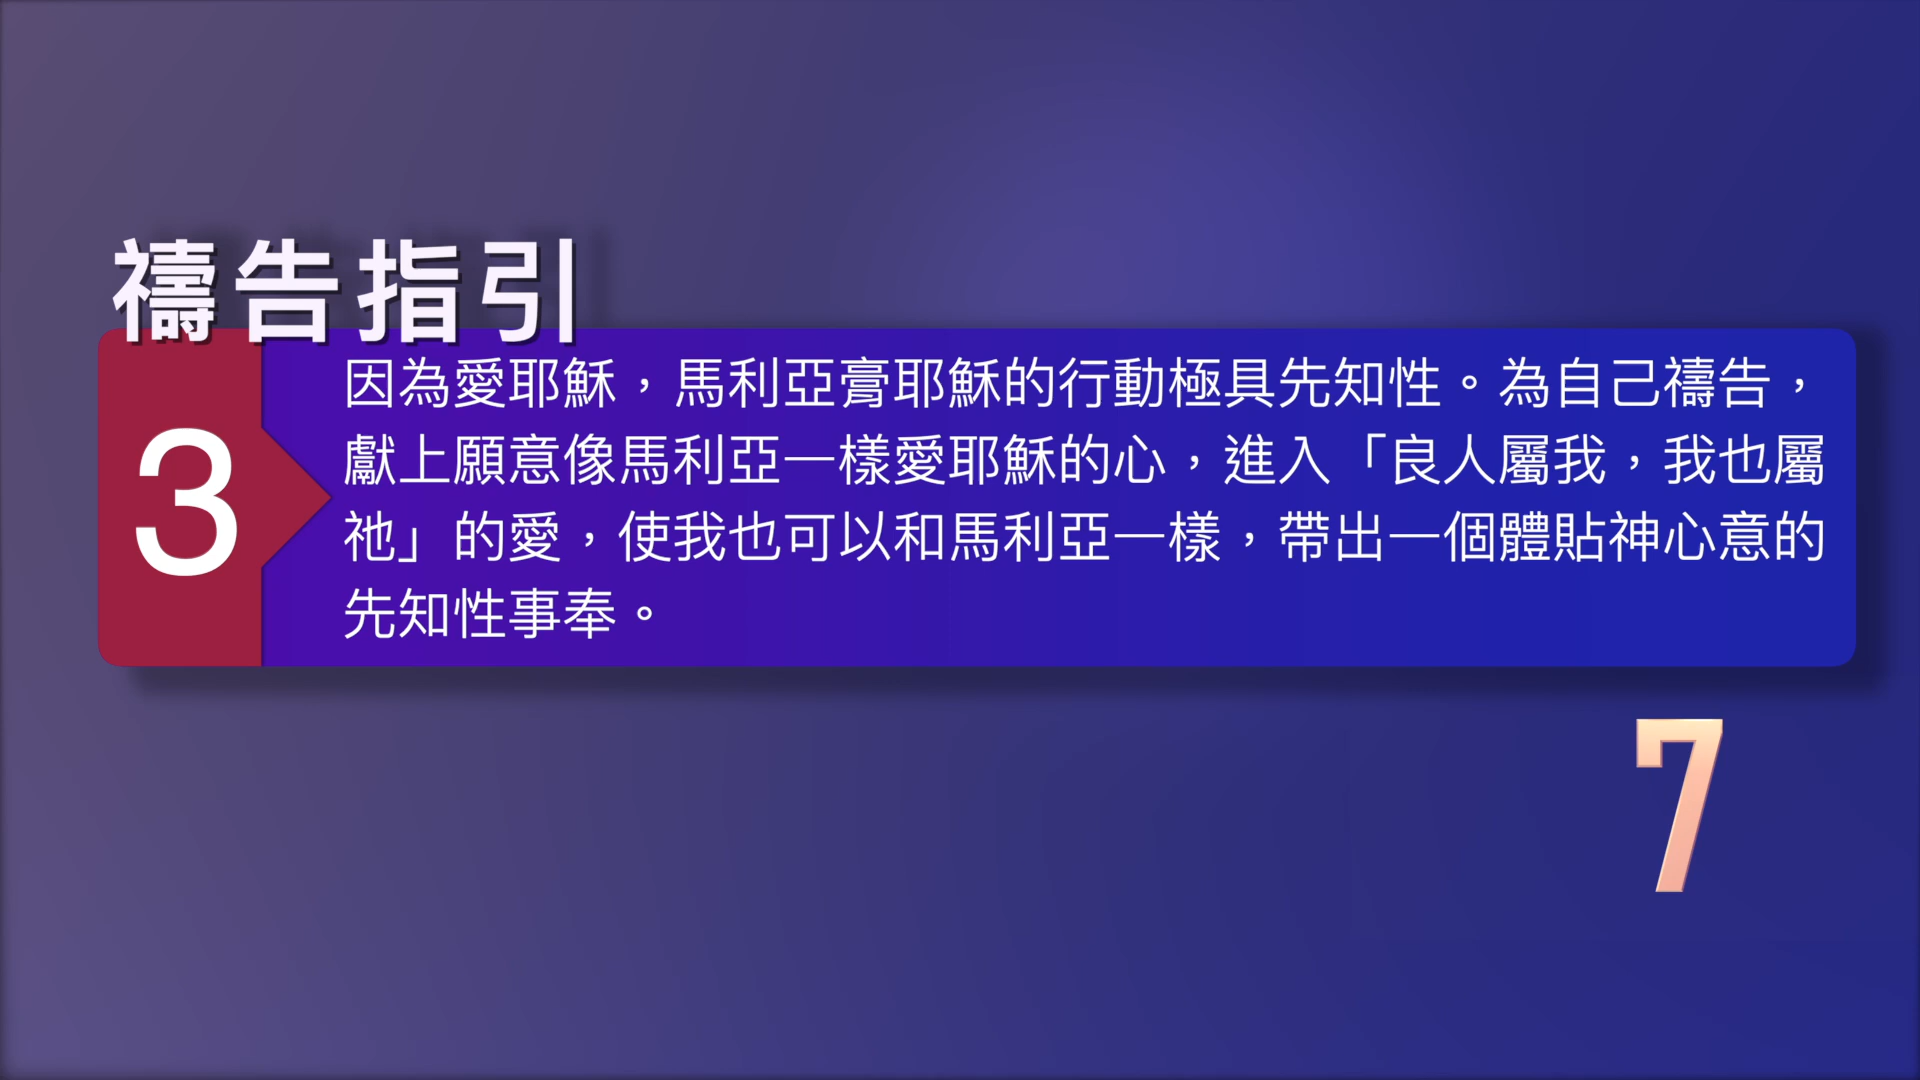 禱告指引
3
因為愛耶穌，馬利亞膏耶穌的行動極具先知性。為自己禱告，
獻上願意像馬利亞一樣愛耶穌的心，進入「良人屬我，我也屬
祂」的愛，使我也可以和馬利亞一樣，帶出一個體貼神心意的
先知性事奉。
7